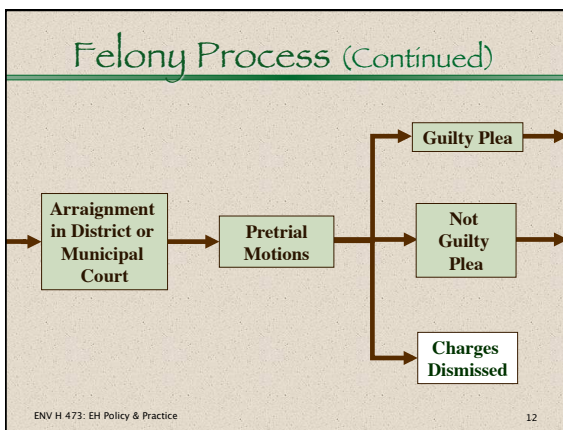 Felony Process (Continued)
Guilty Plea
Arraignment
in District or
Municipal
Court
Pretrial
Motions
Not
Guilty
Plea
Charges
Dismissed
ENV H 473: EH Policy & Practice
12